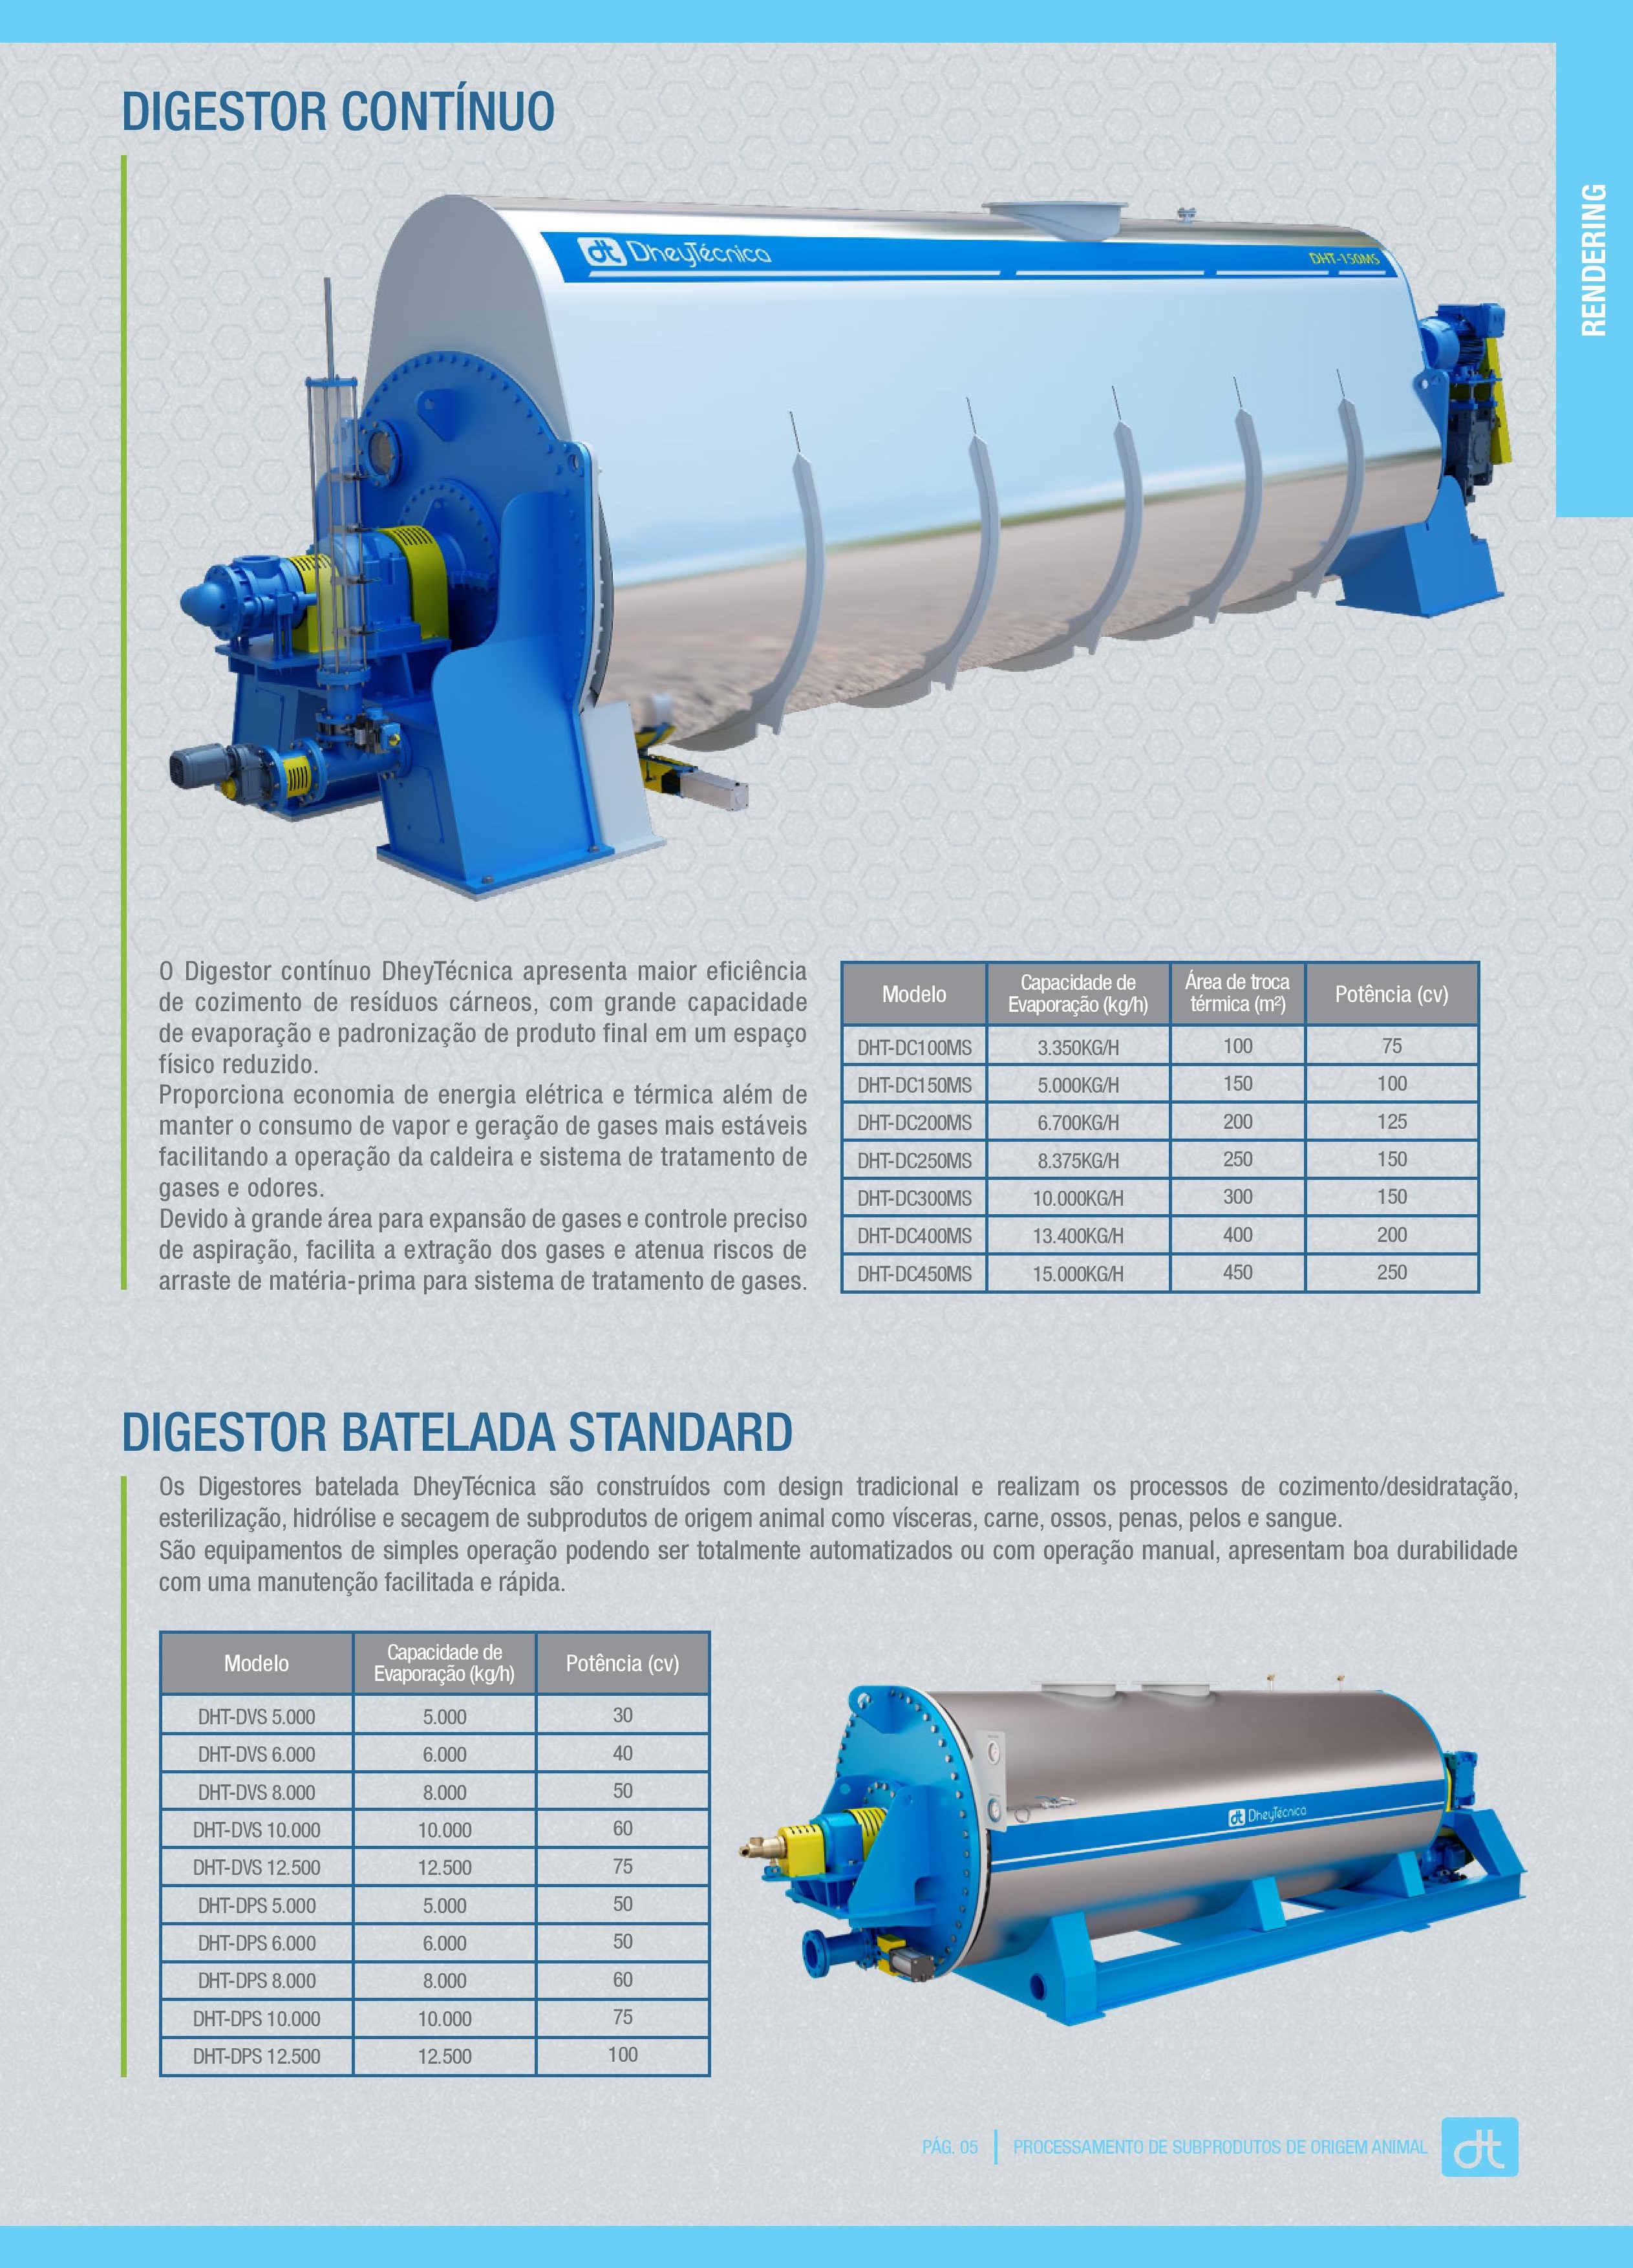 DIGESTOR CONTÍNUO
RENDERING
dt DheyTécnica
DHT-150MS
O Digestor contínuo DheyTécnica apresenta maior eficiência
de cozimento de resíduos cárneos, com grande capacidade
de evaporação e padronização de produto final em um espaço
físico reduzido.
Proporciona economia de energia elétrica e térmica além de
manter o consumo de vapor e geração de gases mais estáveis
facilitando a operação da caldeira e sistema de tratamento de
gases e odores.
Devido à grande área para expansão de gases e controle preciso
de aspiração, facilita a extração dos gases e atenua riscos de
arraste de matéria-prima para sistema de tratamento de gases.
Modelo Capacidade de Evaporação (kg/h) Área de troca térmica (m²) Potência (cv)
DHT-DC100MS 3.350KG/H 100 75
DHT-DC150MS 5.000KG/H 150 100
DHT-DC200MS 6.700KG/H 200 125
DHT-DC250MS 8.375KG/H 250 150
DHT-DC300MS 10.000KG/H 300 150
DHT-DC400MS 13.400KG/H 400 200
DHT-DC450MS 15.000KG/H 450 250
DIGESTOR BATELADA STANDARD
Os Digestores batelada DheyTécnica são construídos com design tradicional e realizam os processos de cozimento/desidratação,
esterilização, hidrólise e secagem de subprodutos de origem animal como vísceras, carne, ossos, penas, pelos e sangue.
São equipamentos de simples operação podendo ser totalmente automatizados ou com operação manual, apresentam boa durabilidade
com uma manutenção facilitada e rápida.
Modelo Capacidade de Evaporação (kg/h) Potência (cv)
DHT-DVS 5.000 5.000 30
DHT-DVS 6.000 6.000 40
DHT-DVS 8.000 8.000 50
DHT-DVS 10.000 10.000 60
DHT-DVS 12.500 12.500 75
DHT-DPS 5.000 5.000 50
DHT-DPS 6.000 6.000 50
DHT-DPS 8.000 8.000 60
DHT-DPS 10.000 10.000 75
DHT-DPS 12.500 12.500 100
dt DheyTécnica
PÁG. 05 PROCESSAMENTO DE SUBPRODUTOS DE ORIGEM ANIMAL dt